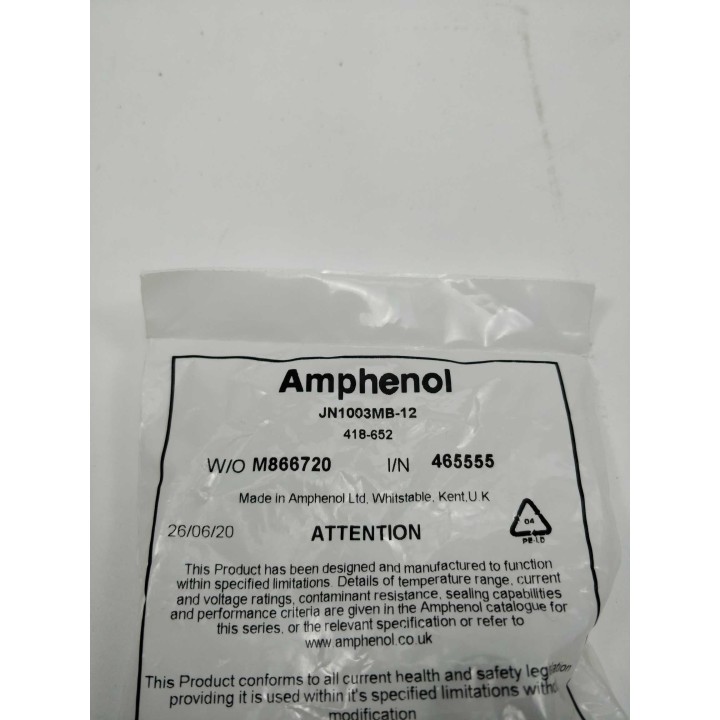 Amphenol
JN1003MB-12
418-652
W/O M866720 I/N 465555
Made in Amphenol Ltd, Whitstable, Kent,U.K
26/06/20 ATTENTION
04
PE-LD
This Product has been designed and manufactured to function
within specified limitations. Details of temperature range, current
and voltage ratings, contaminant resistance, sealing capabilities
and performance criteria are given in the Amphenol catalogue for
this series, or the relevant specification or refer to
www.amphenol.co.uk
This Product conforms to all current health and safety legislation
providing it is used within it's specified limitations without
modification